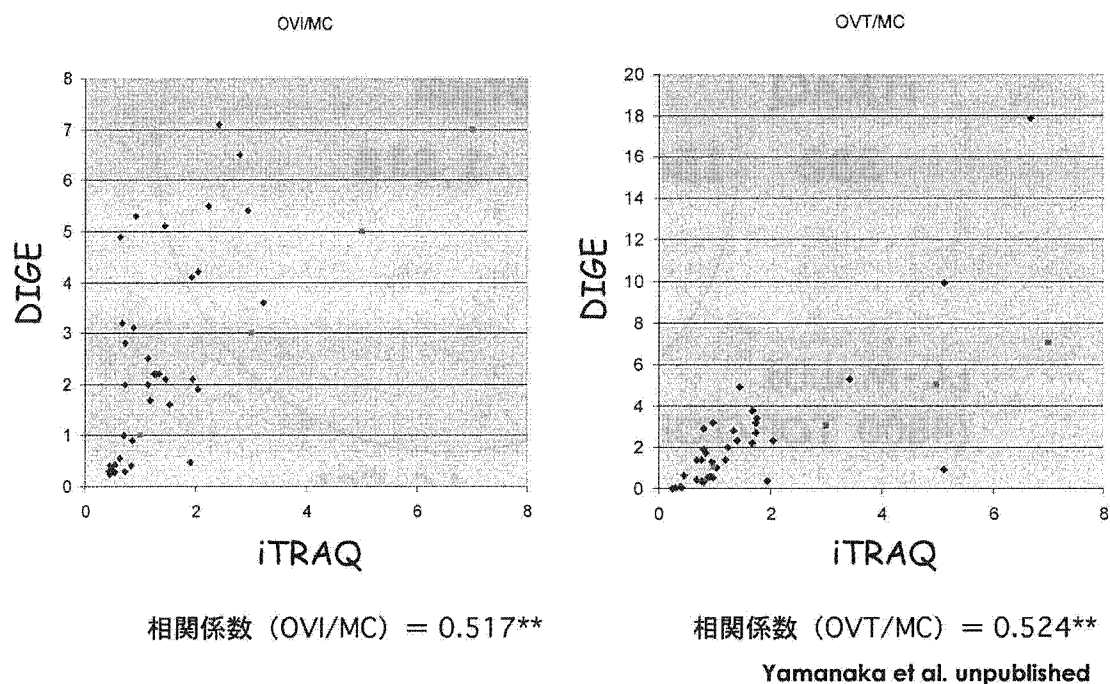 OVI/MC
8
7
6
5
4
3
2
1
0
DIGE
0 2 4 6 8
iTRAQ
相関係数（OVI/MC）＝ 0.517**
OVT/MC
20
18
16
14
12
10
8
6
4
2
0
DIGE
0 2 4 6 8
iTRAQ
相関係数（OVT/MC）＝ 0.524**
Yamanaka et al. unpublished